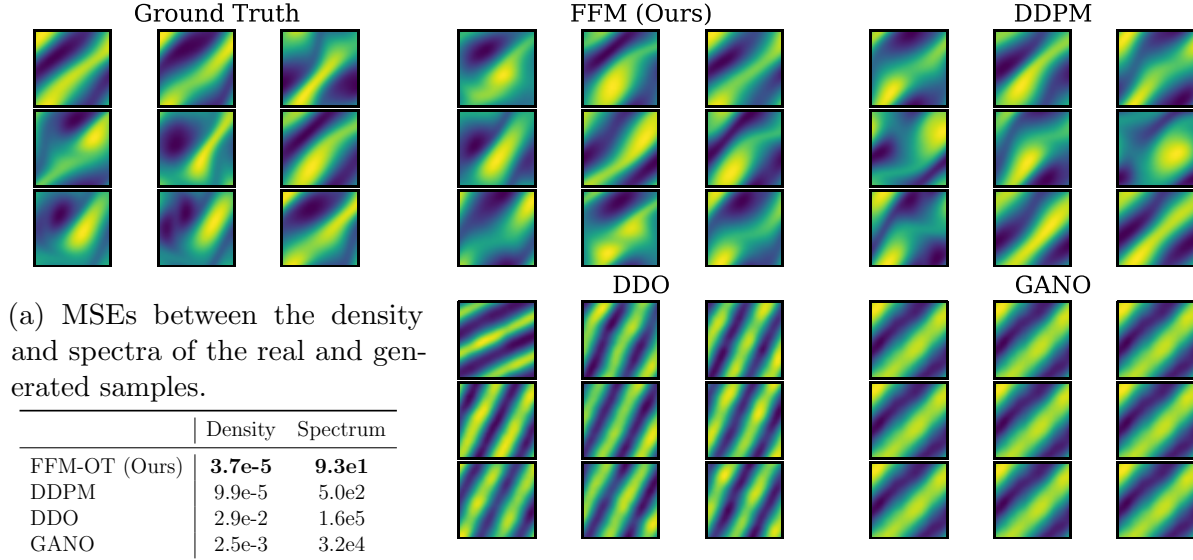 Ground Truth
FFM (Ours)
DDPM
DDO
GANO
(a) MSEs between the density
and spectra of the real and gen-
erated samples.
Density Spectrum
FFM-OT (Ours) 3.7e-5 9.3e1
DDPM 9.9e-5 5.0e2
DDO 2.9e-2 1.6e5
GANO 2.5e-3 3.2e4